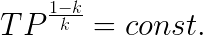 $TP^{\frac{1-k}{k}} = const.$